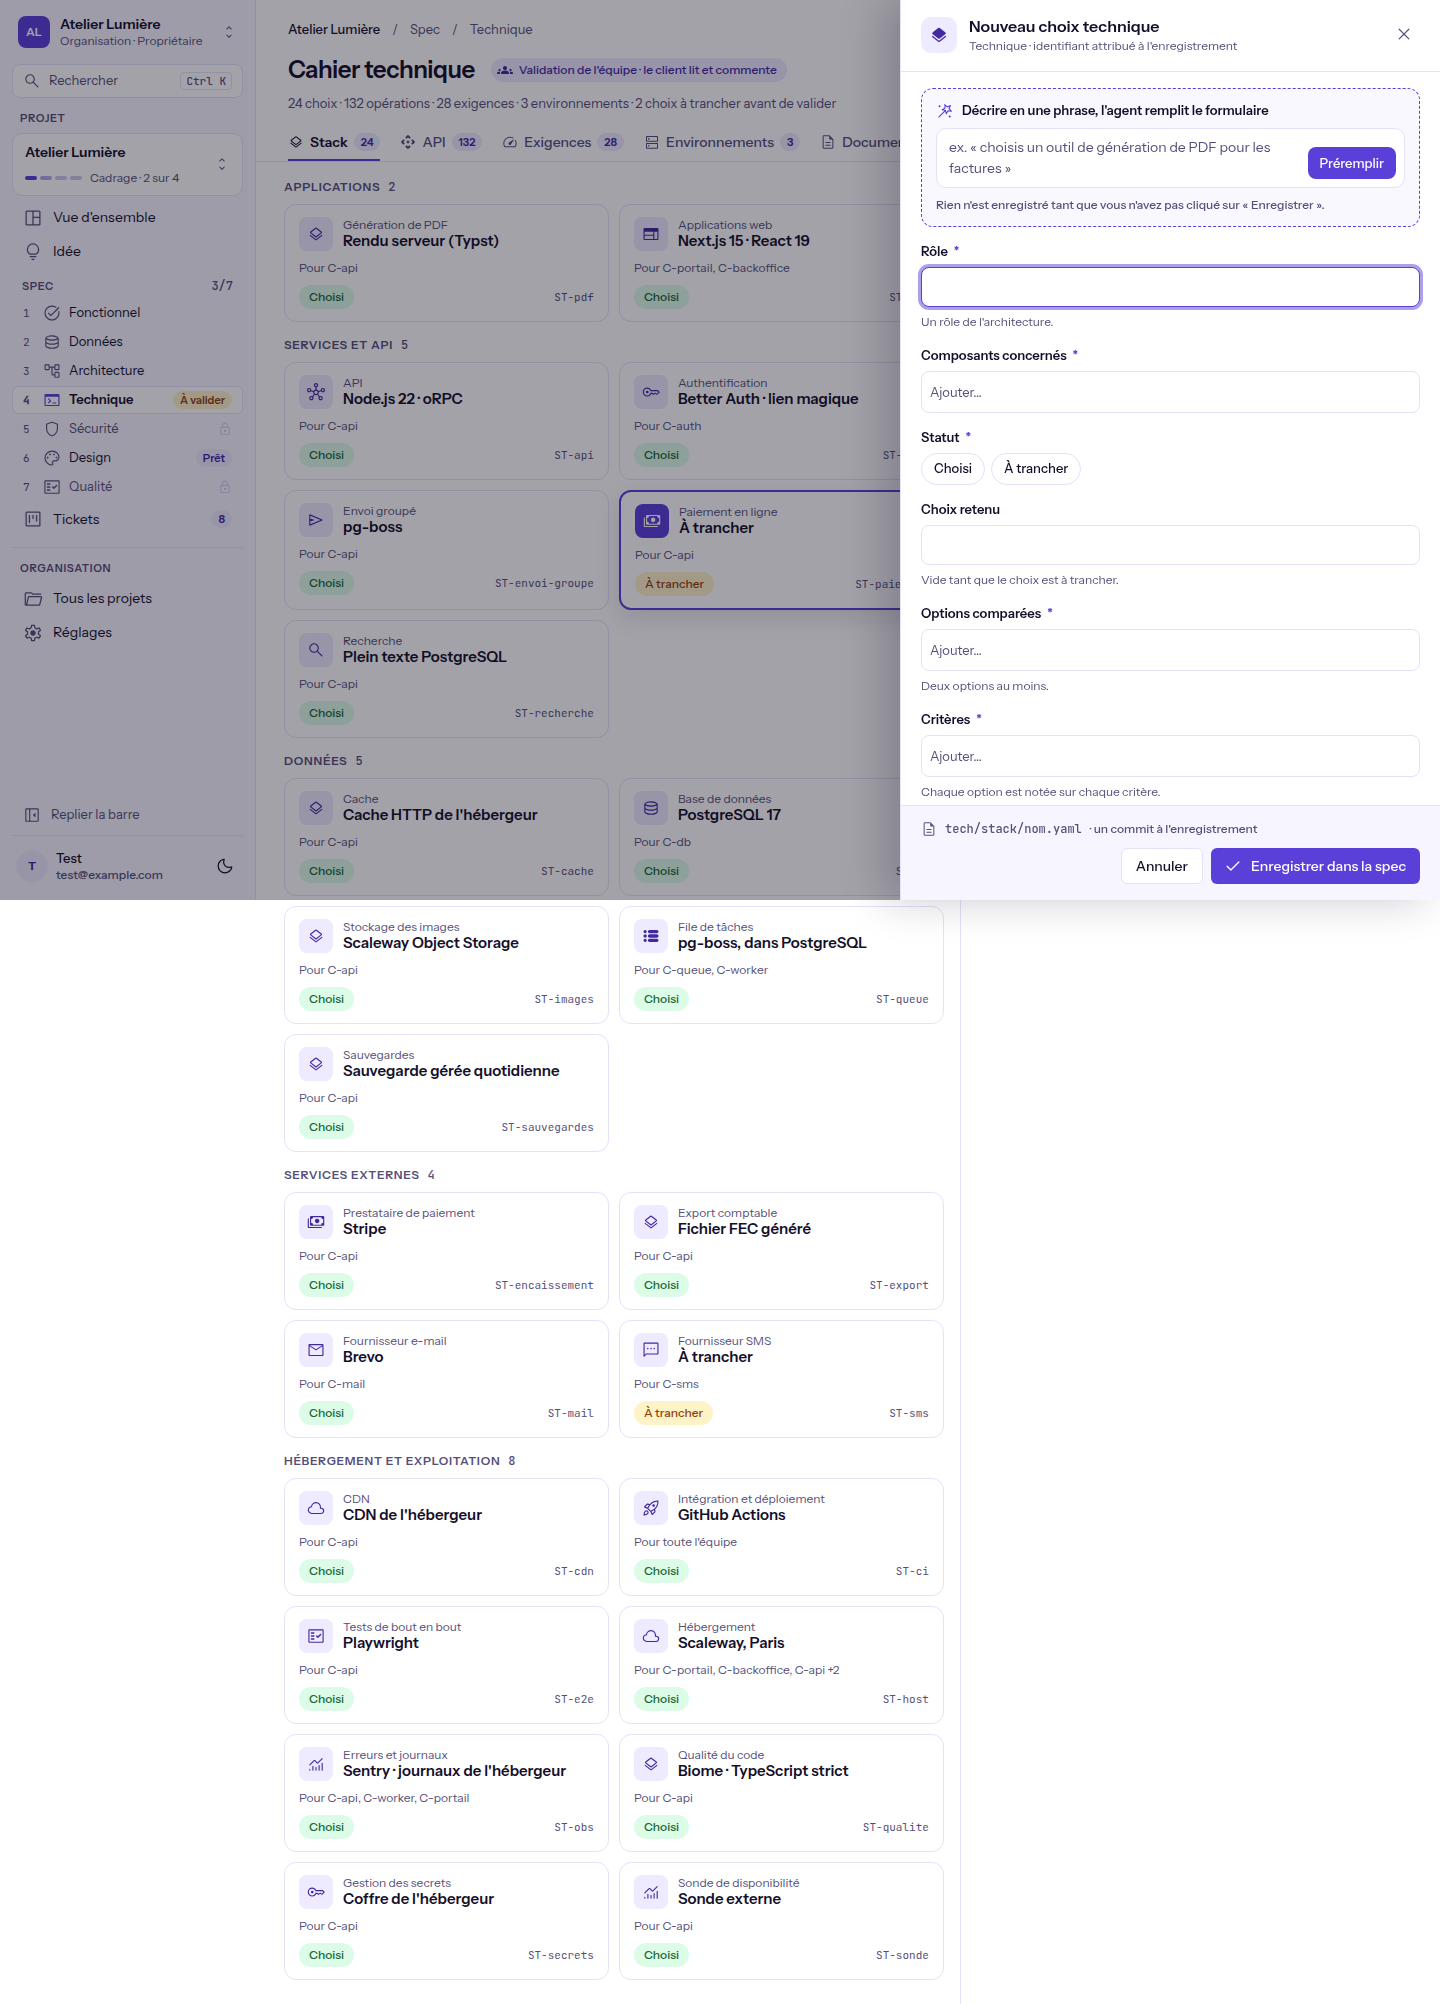 AL
Atelier Lumière
Organisation · Propriétaire
Rechercher
Ctrl K
PROJET
Atelier Lumière
Cadrage · 2 sur 4
Vue d'ensemble
Idée
SPEC 3/7
1 Fonctionnel
2 Données
3 Architecture
4 Technique À valider
5 Sécurité
6 Design Prêt
7 Qualité
Tickets 8
ORGANISATION
Tous les projets
Réglages
Replier la barre
T
Test
test@example.com
Atelier Lumière / Spec / Technique
Cahier technique
Validation de l'équipe · le client lit et commente
24 choix · 132 opérations · 28 exigences · 3 environnements · 2 choix à trancher avant de valider
Stack 24
API 132
Exigences 28
Environnements 3
Documen
APPLICATIONS 2
Génération de PDF
Rendu serveur (Typst)
Pour C-api
Choisi ST-pdf
Applications web
Next.js 15 · React 19
Pour C-portail, C-backoffice
Choisi
SERVICES ET API 5
API
Node.js 22 · oRPC
Pour C-api
Choisi ST-api
Authentification
Better Auth · lien magique
Pour C-auth
Choisi ST-
Envoi groupé
pg-boss
Pour C-api
Choisi ST-envoi-groupe
Paiement en ligne
À trancher
Pour C-api
À trancher ST-paie
Recherche
Plein texte PostgreSQL
Pour C-api
Choisi ST-recherche
DONNÉES 5
Cache
Cache HTTP de l'hébergeur
Pour C-api
Choisi ST-cache
Base de données
PostgreSQL 17
Pour C-db
Choisi
Stockage des images
Scaleway Object Storage
Pour C-api
Choisi ST-images
File de tâches
pg-boss, dans PostgreSQL
Pour C-queue, C-worker
Choisi ST-queue
Sauvegardes
Sauvegarde gérée quotidienne
Pour C-api
Choisi ST-sauvegardes
SERVICES EXTERNES 4
Prestataire de paiement
Stripe
Pour C-api
Choisi ST-encaissement
Export comptable
Fichier FEC généré
Pour C-api
Choisi ST-export
Fournisseur e-mail
Brevo
Pour C-mail
Choisi ST-mail
Fournisseur SMS
À trancher
Pour C-sms
À trancher ST-sms
HÉBERGEMENT ET EXPLOITATION 8
CDN
CDN de l'hébergeur
Pour C-api
Choisi ST-cdn
Intégration et déploiement
GitHub Actions
Pour toute l'équipe
Choisi ST-ci
Tests de bout en bout
Playwright
Pour C-api
Choisi ST-e2e
Hébergement
Scaleway, Paris
Pour C-portail, C-backoffice, C-api +2
Choisi ST-host
Erreurs et journaux
Sentry · journaux de l'hébergeur
Pour C-api, C-worker, C-portail
Choisi ST-obs
Qualité du code
Biome · TypeScript strict
Pour C-api
Choisi ST-qualite
Gestion des secrets
Coffre de l'hébergeur
Pour C-api
Choisi ST-secrets
Sonde de disponibilité
Sonde externe
Pour C-api
Choisi ST-sonde
Nouveau choix technique
Technique · identifiant attribué à l'enregistrement
Décrire en une phrase, l'agent remplit le formulaire
ex. « choisis un outil de génération de PDF pour les
factures »
Préremplir
Rien n'est enregistré tant que vous n'avez pas cliqué sur « Enregistrer ».
Rôle *
Un rôle de l'architecture.
Composants concernés *
Ajouter…
Statut *
Choisi
À trancher
Choix retenu
Vide tant que le choix est à trancher.
Options comparées *
Ajouter…
Deux options au moins.
Critères *
Ajouter…
Chaque option est notée sur chaque critère.
tech/stack/nom.yaml · un commit à l'enregistrement
Annuler
Enregistrer dans la spec